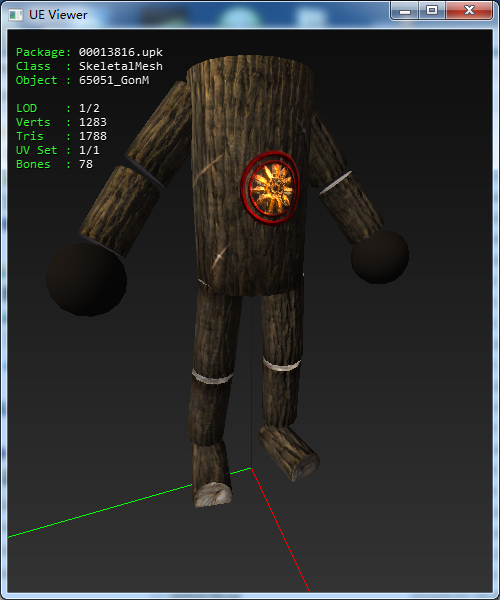 UE Viewer
Package: 00013816.upk
Class : SkeletalMesh
Object : 65051_GonM
LOD : 1/2
Verts : 1283
Tris : 1788
UV Set : 1/1
Bones : 78